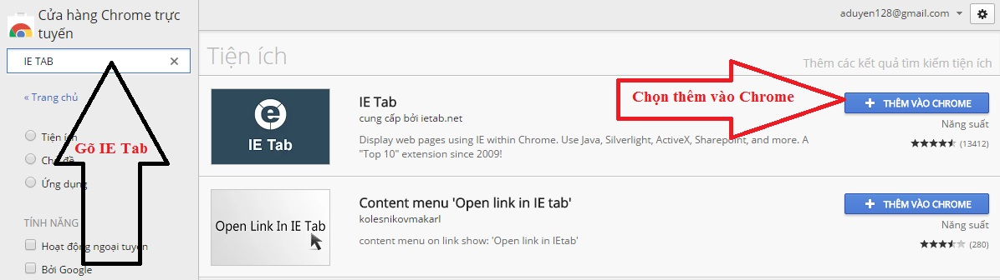 Cửa hàng Chrome trực
tuyến
IE TAB
« Trang chủ
Tiện ích
Chủ đề
Ứng dụng
TÍNH NĂNG
Hoạt động ngoại tuyến
Bởi Google
Gõ IE Tab
aduyen128@gmail.com
Tiện ích
Thêm các kết quả tìm kiếm tiện ích
IE Tab
IE Tab
cung cấp bởi ietab.net
Display web pages using IE within Chrome. Use Java, Silverlight, ActiveX, Sharepoint, and more. A
"Top 10" extension since 2009!
Chọn thêm vào Chrome
THÊM VÀO CHROME
Năng suất
(13412)
Open Link In IE Tab
Content menu 'Open link in IE tab'
kolesnikovmakarl
content menu on link show: 'Open link in IEtab'
THÊM VÀO CHROME
Năng suất
(280)